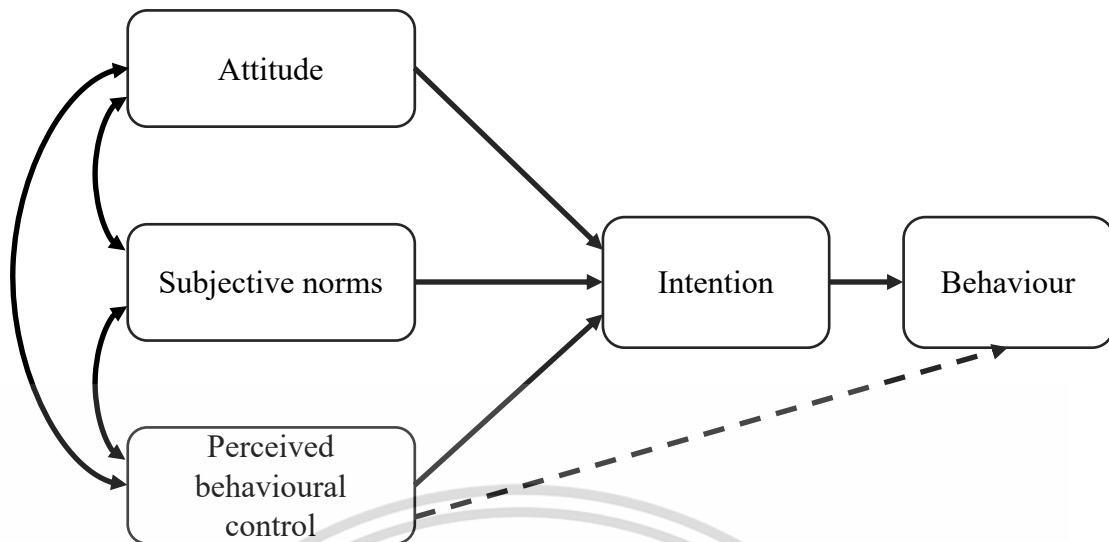 Attitude
Subjective norms
Intention
Behaviour
Perceived
behavioural
control